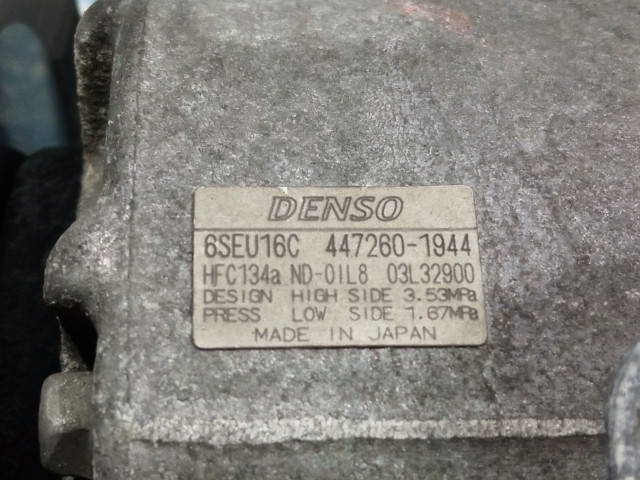 DENSO
6SEU16C 447260-1944
HFC134a ND-OIL8 03L32900
DESIGN HIGH SIDE 3.53MPa
PRESS LOW SIDE 1.67MPa
MADE IN JAPAN